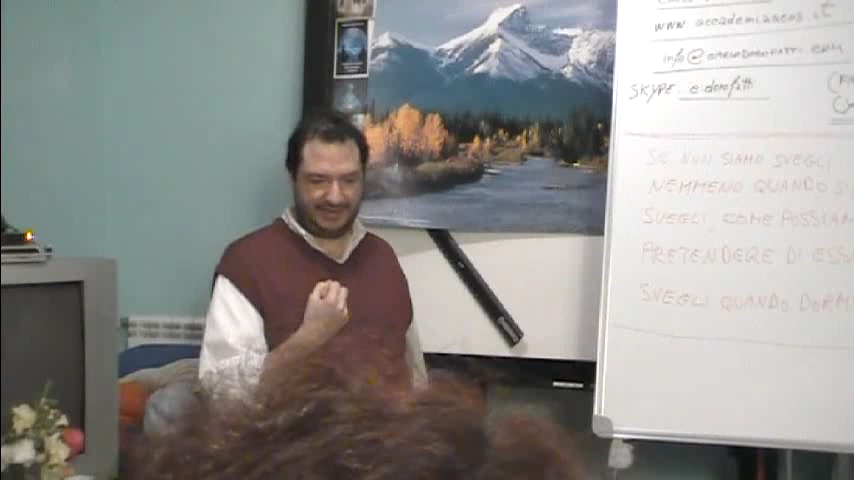 www.accademiacos.it
SKYPE: e.dorofatti
SE NON SIAMO SVEGLI
NEMMENO QUANDO
SVEGLI, COME POSSIAM
PRETENDERE DI ESS
SVEGLI QUANDO DORM